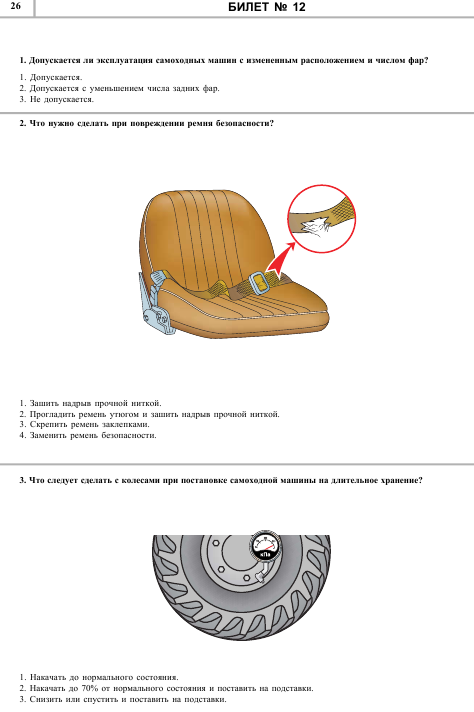 26
БИЛЕТ № 12
1. Допускается ли эксплуатация самоходных машин с измененным расположением и числом фар?
1. Допускается.
2. Допускается с уменьшением числа задних фар.
3. Не допускается.
2. Что нужно сделать при повреждении ремня безопасности?
1. Зашить надрыв прочной ниткой.
2. Прогладить ремень утюгом и зашить надрыв прочной ниткой.
3. Скрепить ремень заклепками.
4. Заменить ремень безопасности.
3. Что следует сделать с колесами при постановке самоходной машины на длительное хранение?
кПа
1. Накачать до нормального состояния.
2. Накачать до 70% от нормального состояния и поставить на подставки.
3. Снизить или спустить и поставить на подставки.